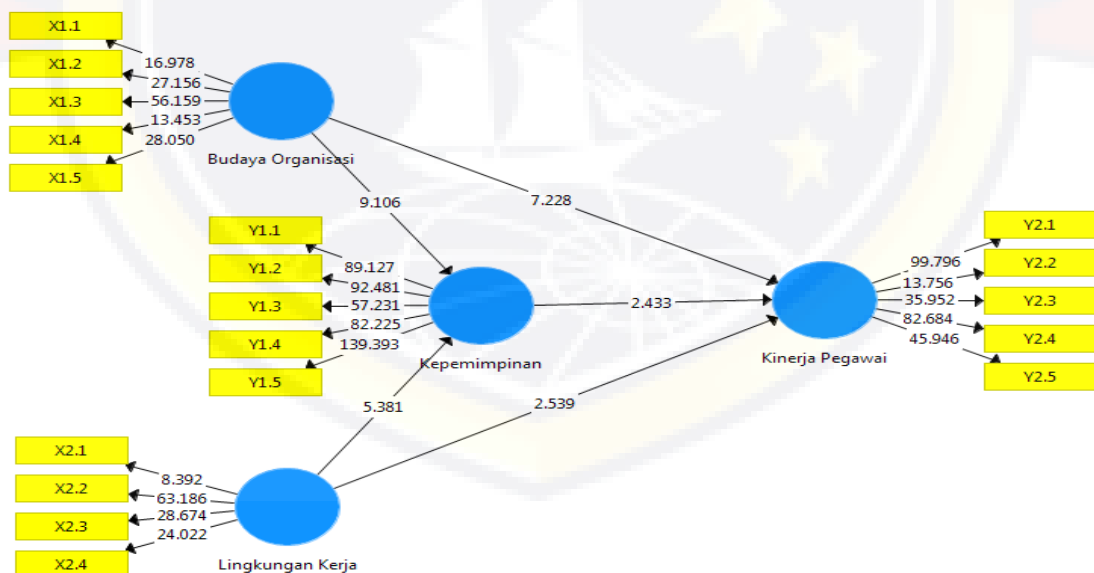 X1.1
X1.2
X1.3
X1.4
X1.5
16.978
27.156
56.159
13.453
28.050
Budaya Organisasi
9.106
7.228
Y1.1
Y1.2
Y1.3
Y1.4
Y1.5
89.127
92.481
57.231
82.225
139.393
Kepemimpinan
2.433
5.381
2.539
Kinerja Pegawai
99.796
13.756
35.952
82.684
45.946
Y2.1
Y2.2
Y2.3
Y2.4
Y2.5
X2.1
X2.2
X2.3
X2.4
8.392
63.186
28.674
24.022
Lingkungan Kerja